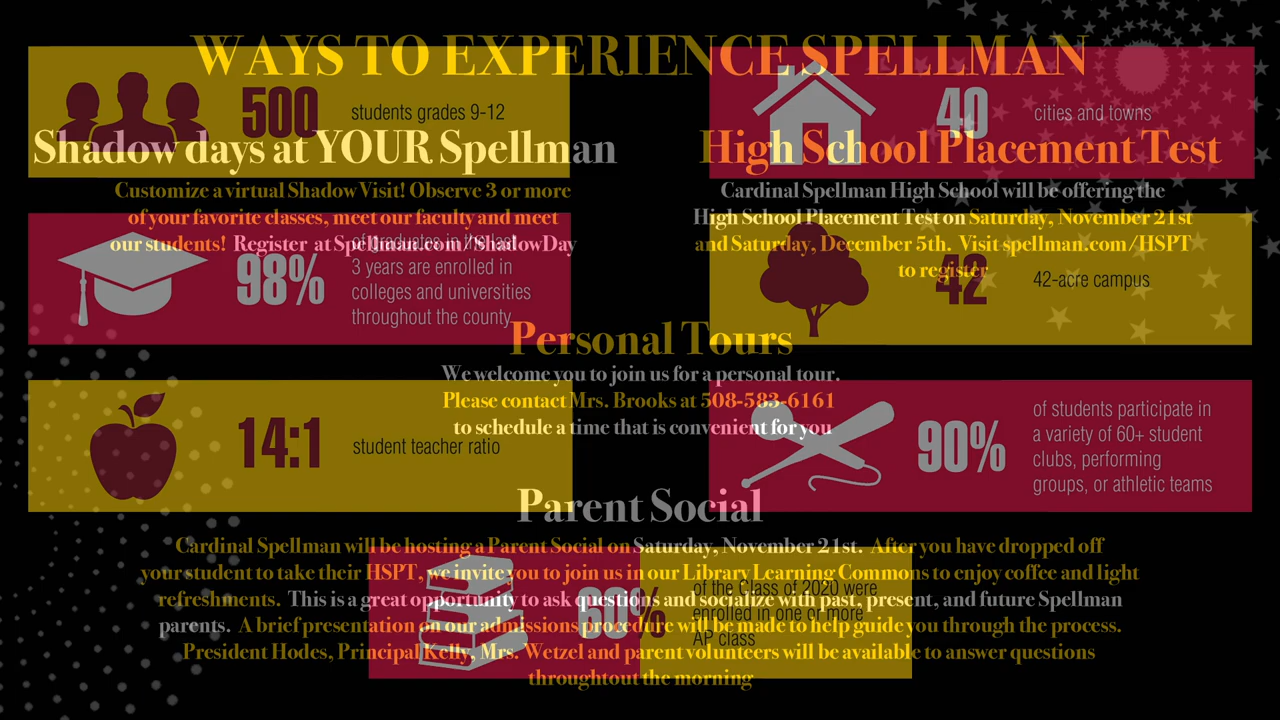 WAYS TO EXPERIENCE SPELLMAN
500
students grades 9-12
40
cities and towns
Shadow days at YOUR Spellman
Customize a virtual Shadow Visit! Observe 3 or more
of your favorite classes, meet our faculty and meet
our students! Register at Spellman.com/ShadowDay
High School Placement Test
Cardinal Spellman High School will be offering the
High School Placement Test on Saturday, November 21st
and Saturday, December 5th. Visit spellman.com/HSPT
to register
98%
of graduates in the last
3 years are enrolled in
colleges and universities
throughout the county
42
42-acre campus
Personal Tours
We welcome you to join us for a personal tour.
Please contact Mrs. Brooks at 508-583-6161
to schedule a time that is convenient for you
14:1
student teacher ratio
90%
of students participate in
a variety of 60+ student
clubs, performing
groups, or athletic teams
Parent Social
Cardinal Spellman will be hosting a Parent Social on Saturday, November 21st. After you have dropped off
your student to take their HSPT, we invite you to join us in our Library Learning Commons to enjoy coffee and light
refreshments. This is a great opportunity to ask questions and socialize with past, present, and future Spellman
parents. A brief presentation on our admissions procedure will be made to help guide you through the process.
President Hodes, Principal Kelly, Mrs. Wetzel and parent volunteers will be available to answer questions
throughtout the morning
60%
of the Class of 2020 were
enrolled in one or more
AP class